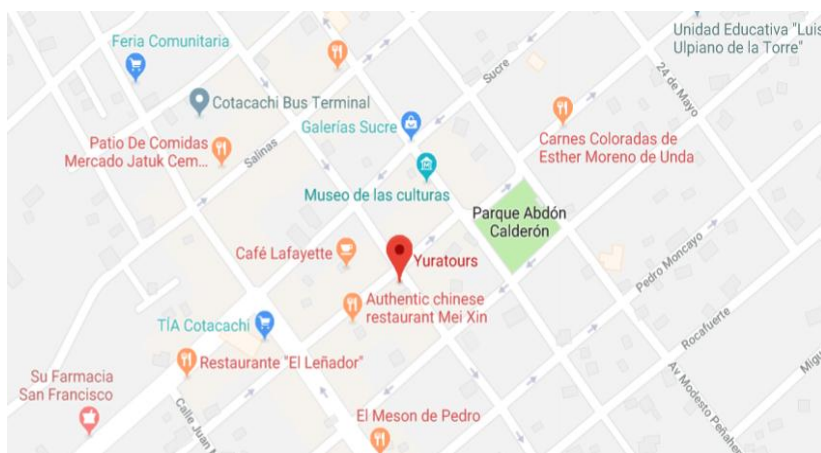 Unidad Educativa "Luis
Ulpiano de la Torre"
Feria Comunitaria
Sucre
24 de Mayo
Cotacachi Bus Terminal
Galerías Sucre
Carnes Coloradas de
Esther Moreno de Unda
Patio De Comidas
Mercado Jatuk Cem...
Salinas
Museo de las culturas
Parque Abdón
Calderón
Café Lafayette
Yuratours
Pedro Moncayo
Authentic chinese
restaurant Mei Xin
TÍA Cotacachi
Rocafuerte
Restaurante "El Leñador"
Su Farmacia
San Francisco
Calle Juan
Av Modesto Peñaher
El Meson de Pedro